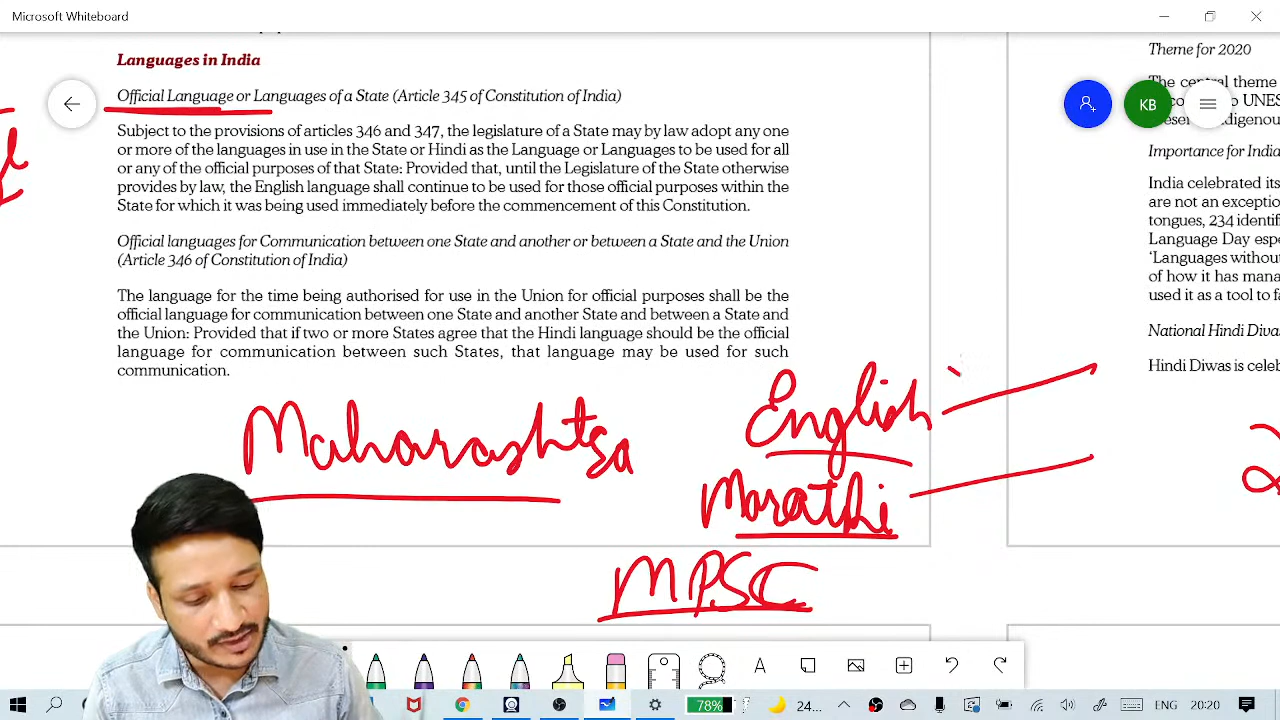 Microsoft Whiteboard
Languages in India
Official Language or Languages of a State (Article 345 of Constitution of India)
Subject to the provisions of articles 346 and 347, the legislature of a State may by law adopt any one
or more of the languages in use in the State or Hindi as the Language or Languages to be used for all
or any of the official purposes of that State: Provided that, until the Legislature of the State otherwise
provides by law, the English language shall continue to be used for those official purposes within the
State for which it was being used immediately before the commencement of this Constitution.
Official languages for Communication between one State and another or between a State and the Union
(Article 346 of Constitution of India)
The language for the time being authorised for use in the Union for official purposes shall be the
official language for communication between one State and another State and between a State and
the Union: Provided that if two or more States agree that the Hindi language should be the official
language for communication between such States, that language may be used for such
communication.
Maharashtra
English
Marathi
MPSC
KB
Theme for 2020
The central theme
UNES
Importance for India
India celebrated its
are not an exception
tongues, 234 identif
Language Day espe
'Languages without
of how it has mana
used it as a tool to fa
National Hindi Diva
Hindi Diwas is celeb
78%
24
ENG
20:20